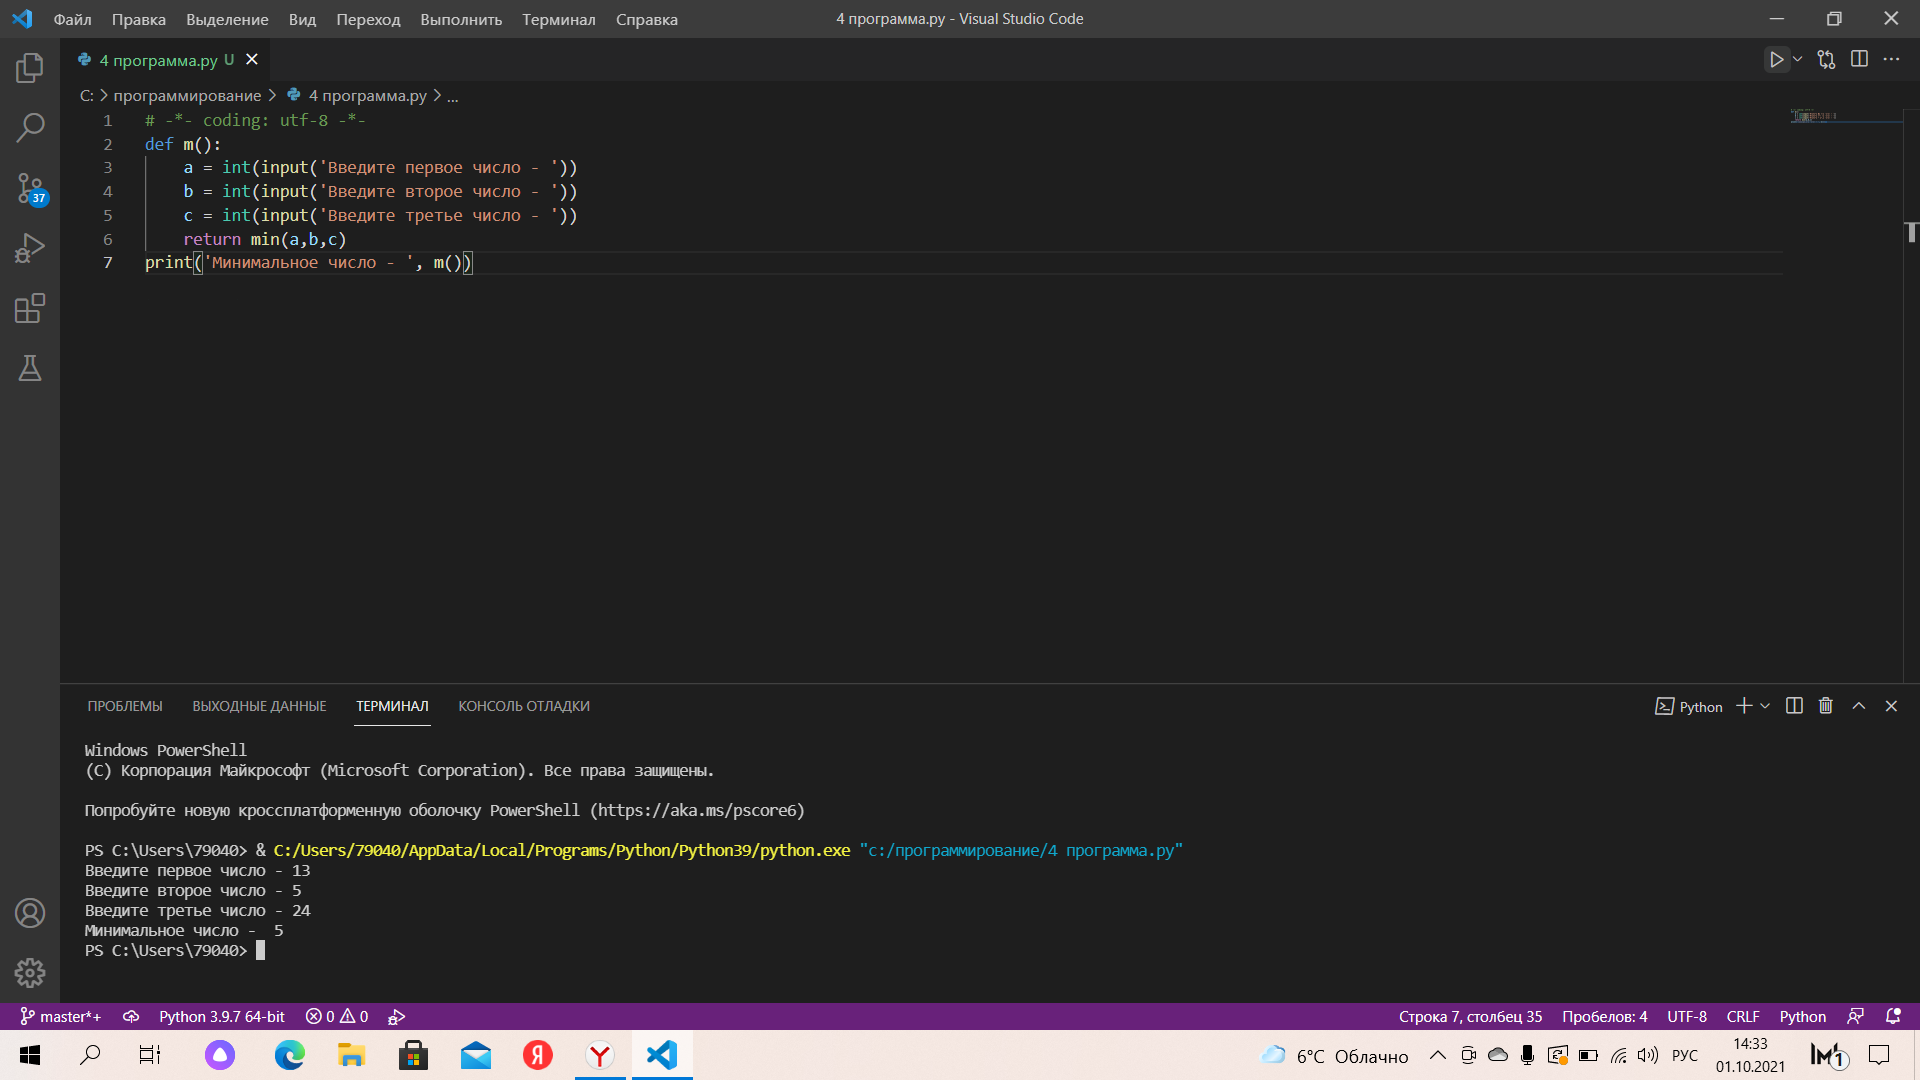 Файл Правка Выделение Вид Переход Выполнить Терминал Справка 4 программа.py - Visual Studio Code
4 программа.py U
C: > программирование > 4 программа.py > ...
1 # -*- coding: utf-8 -*-
2 def m():
3     a = int(input('Введите первое число - '))
4     b = int(input('Введите второе число - '))
5     c = int(input('Введите третье число - '))
6     return min(a,b,c)
7 print('Минимальное число - ', m())
37
ПРОБЛЕМЫ ВЫХОДНЫЕ ДАННЫЕ ТЕРМИНАЛ КОНСОЛЬ ОТЛАДКИ Python
Windows PowerShell
(C) Корпорация Майкрософт (Microsoft Corporation). Все права защищены.
Попробуйте новую кроссплатформенную оболочку PowerShell (https://aka.ms/pscore6)
PS C:\Users\79040> & C:/Users/79040/AppData/Local/Programs/Python/Python39/python.exe "c:/программирование/4 программа.py"
Введите первое число - 13
Введите второе число - 5
Введите третье число - 24
Минимальное число -  5
PS C:\Users\79040>
master*+ Python 3.9.7 64-bit 0 0 Строка 7, столбец 35 Пробелов: 4 UTF-8 CRLF Python
6°C Облачно РУС 14:33
01.10.2021
1